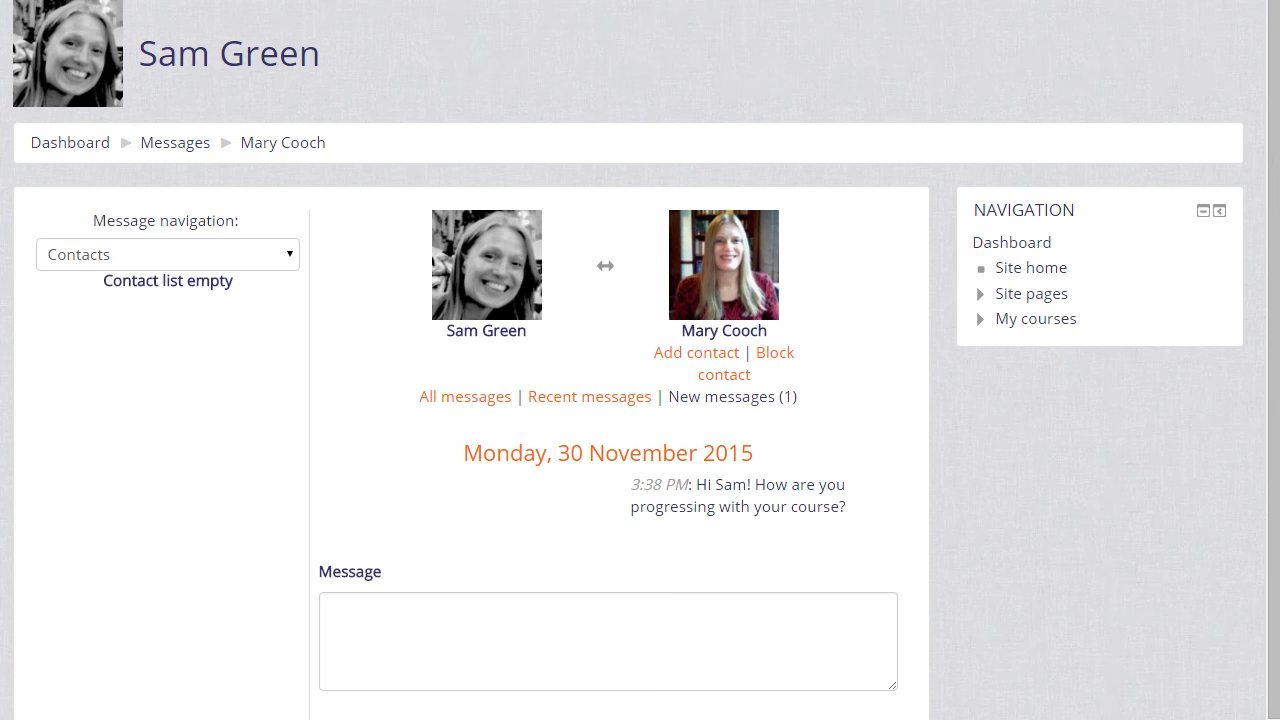 Sam Green
Dashboard ▶ Messages ▶ Mary Cooch
Message navigation:
Contacts
Contact list empty
Sam Green
Mary Cooch
Add contact | Block
contact
All messages | Recent messages | New messages (1)
Monday, 30 November 2015
3:38 PM: Hi Sam! How are you
progressing with your course?
Message
NAVIGATION
Dashboard
Site home
Site pages
My courses